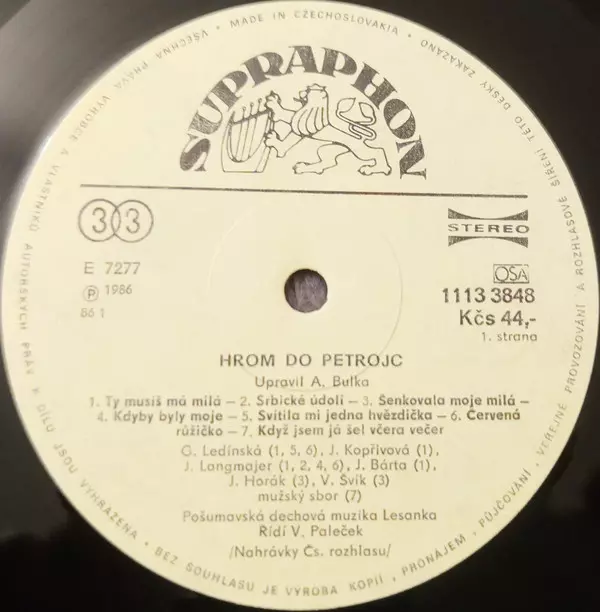 MADE IN CZECHOSLOVAKIA • VŠECHNA PRÁVA VÝROBCE A VLASTNÍKŮ AUTORSKÝCH PRÁV K DÍLU JSOU VYHRAZENA • BEZ SOUHLASU JE VÝROBA KOPIÍ, PRONÁJEM, PŮJČOVÁNÍ, VEŘEJNÉ PROVOZOVÁNÍ A ROZHLASOVÉ ŠÍŘENÍ TÉTO DESKY ZAKÁZÁNO
SUPRAPHON
33
STEREO
E 7277
Ⓟ 1986
86 1
OSA
1113 3848
Kčs 44,-
1. strana
HROM DO PETROJC
Upravil A. Bulka
1. Ty musíš má milá – 2. Srbické údolí – 3. Šenkovala moje milá –
4. Kdyby byly moje – 5. Svítila mi jedna hvězdička – 6. Červená
růžičko – 7. Když jsem já šel včera večer
G. Ledínská (1, 5, 6), J. Kopřivová (1),
J. Langmajer (1, 2, 4, 6), J. Bárta (1),
J. Horák (3), V. Švík (3)
mužský sbor (7)
Pošumavská dechová muzika Lesanka
Řídí V. Paleček
/Nahrávky Čs. rozhlasu/